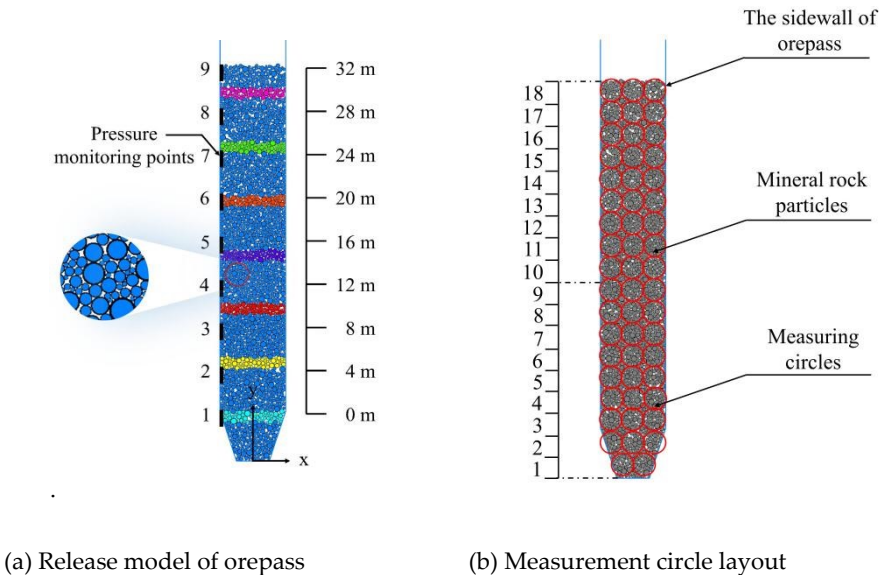 9
8
7
6
5
4
3
2
1
Pressure
monitoring points
32 m
28 m
24 m
20 m
16 m
12 m
8 m
4 m
0 m
y
x
.
(a) Release model of orepass
18
17
16
15
14
13
12
11
10
9
8
7
6
5
4
3
2
1
The sidewall of
orepass
Mineral rock
particles
Measuring
circles
(b) Measurement circle layout